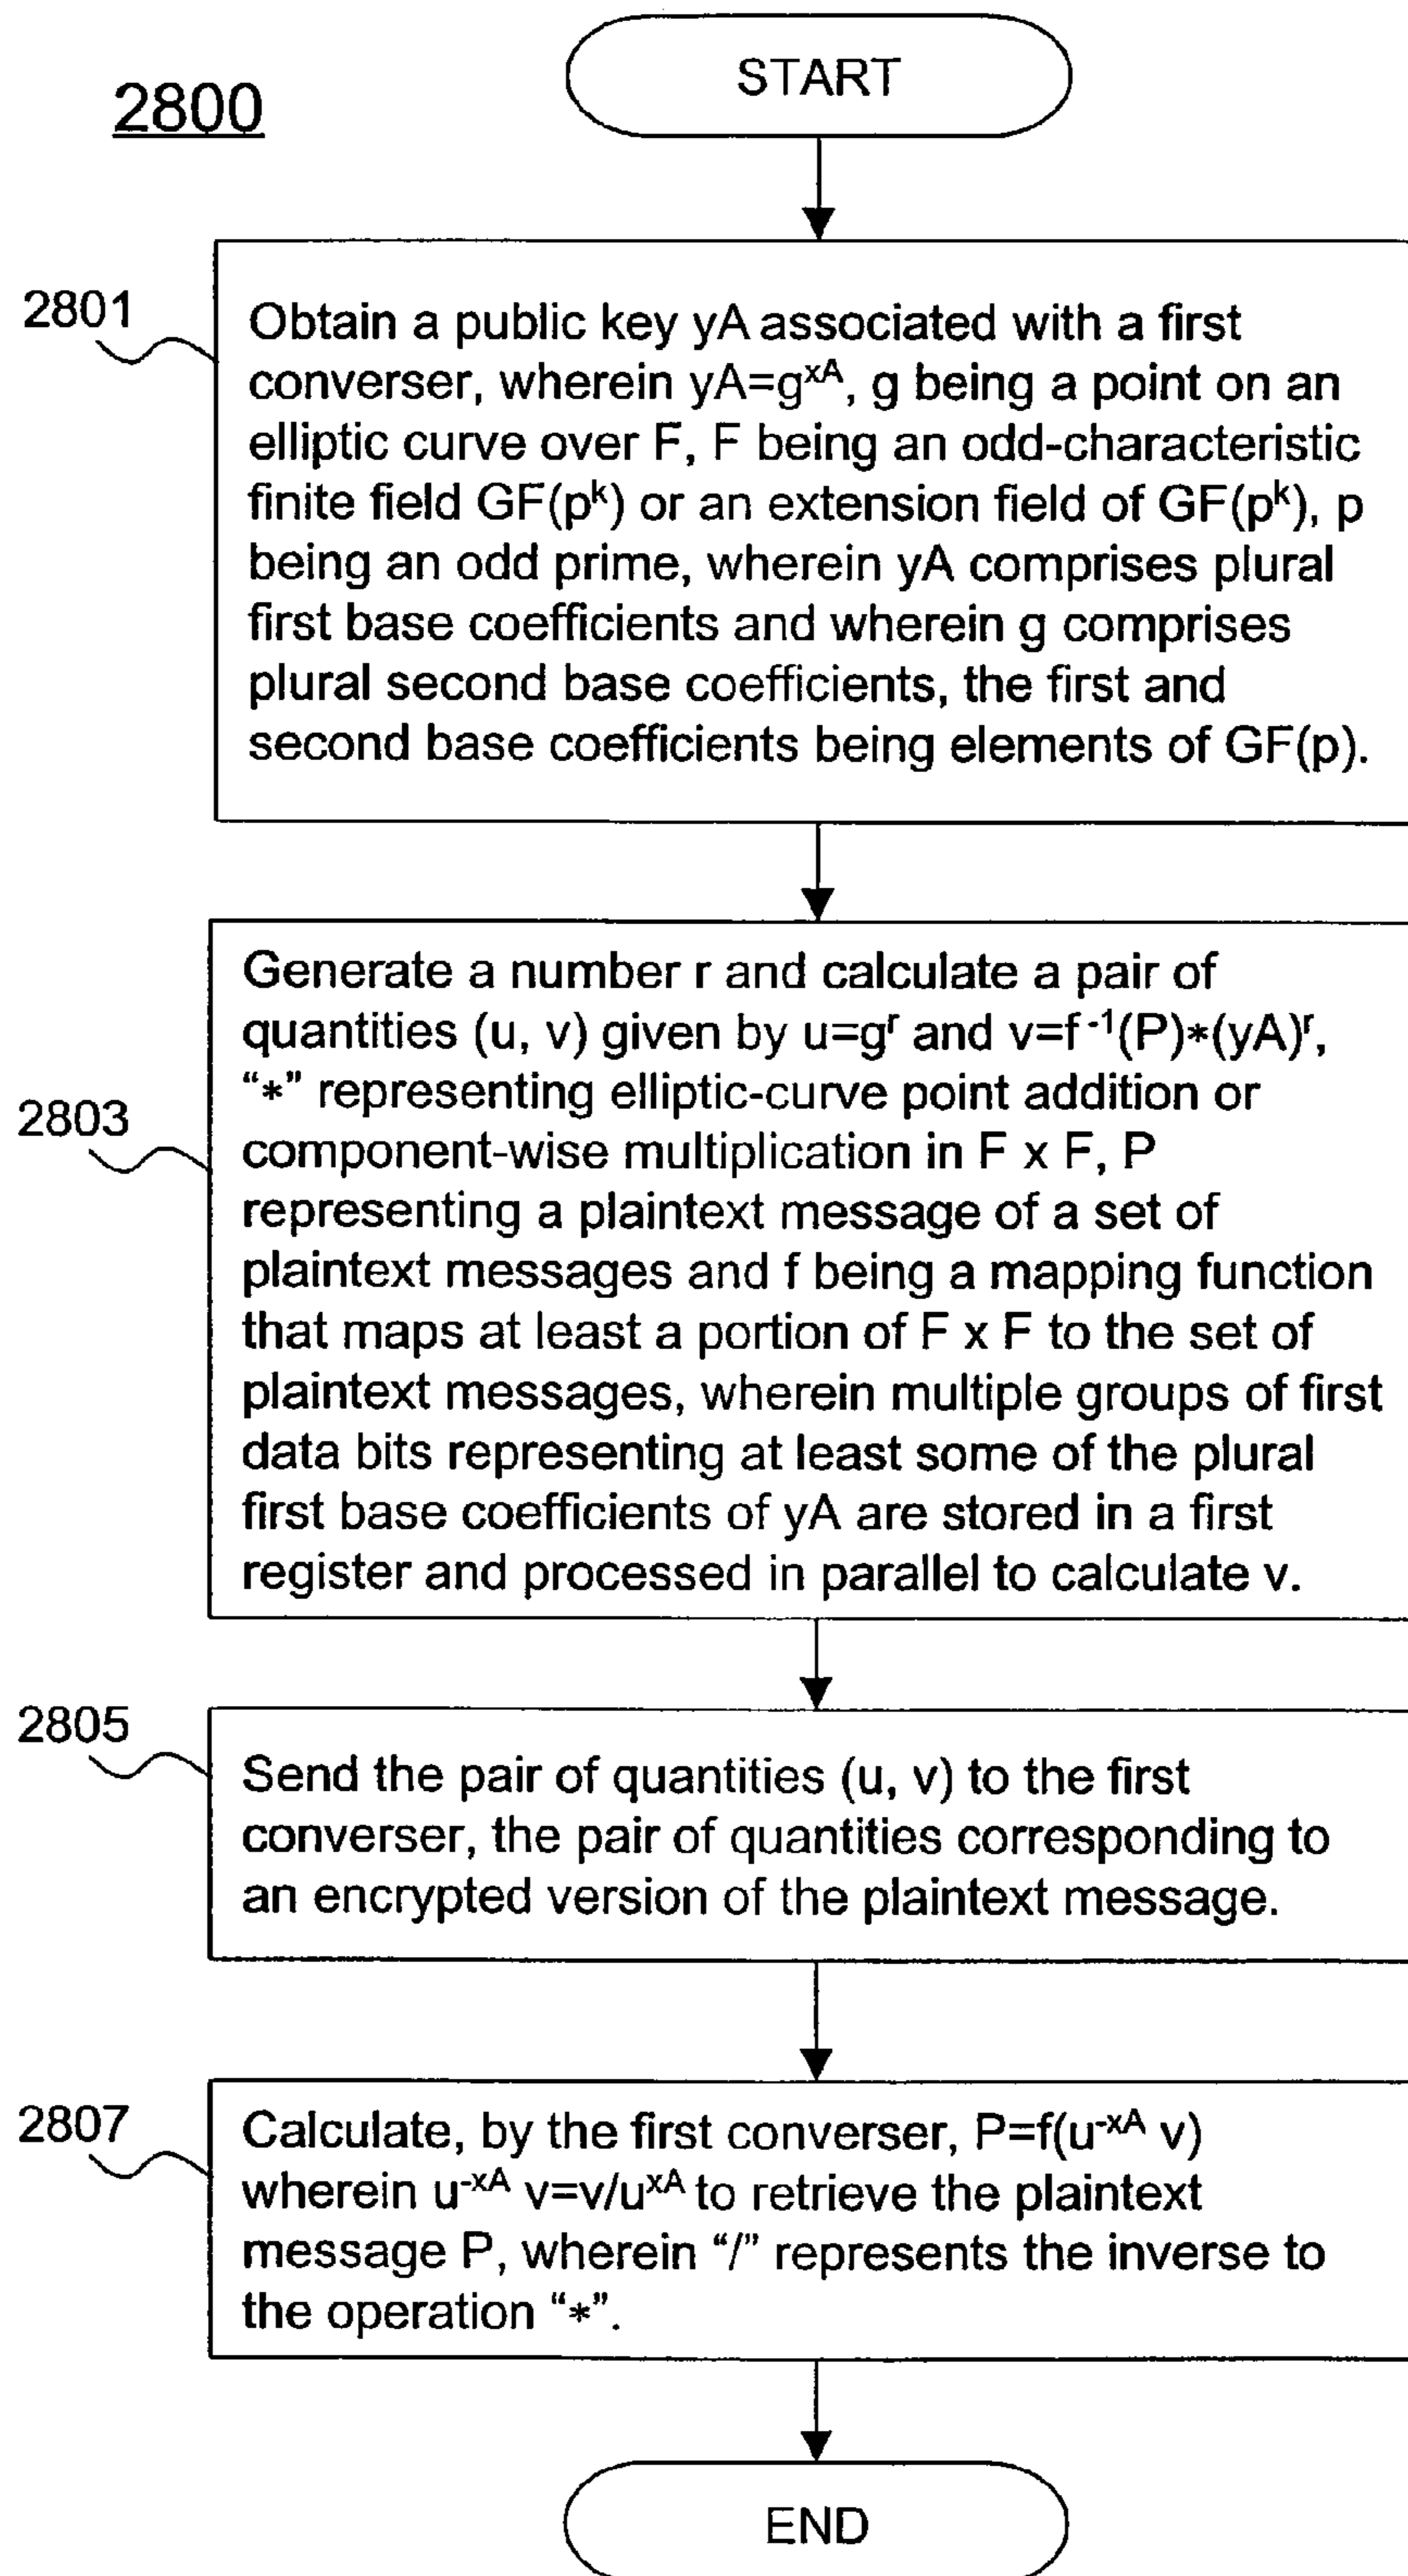 2800
START
2801
Obtain a public key yA associated with a first
converser, wherein yA=g^xA, g being a point on an
elliptic curve over F, F being an odd-characteristic
finite field GF(p^k) or an extension field of GF(p^k), p
being an odd prime, wherein yA comprises plural
first base coefficients and wherein g comprises
plural second base coefficients, the first and
second base coefficients being elements of GF(p).
2803
Generate a number r and calculate a pair of
quantities (u, v) given by u=g^r and v=f^-1(P)*(yA)^r,
“*” representing elliptic-curve point addition or
component-wise multiplication in F x F, P
representing a plaintext message of a set of
plaintext messages and f being a mapping function
that maps at least a portion of F x F to the set of
plaintext messages, wherein multiple groups of first
data bits representing at least some of the plural
first base coefficients of yA are stored in a first
register and processed in parallel to calculate v.
2805
Send the pair of quantities (u, v) to the first
converser, the pair of quantities corresponding to
an encrypted version of the plaintext message.
2807
Calculate, by the first converser, P=f(u^-xA v)
wherein u^-xA v=v/u^xA to retrieve the plaintext
message P, wherein “/” represents the inverse to
the operation “*”.
END